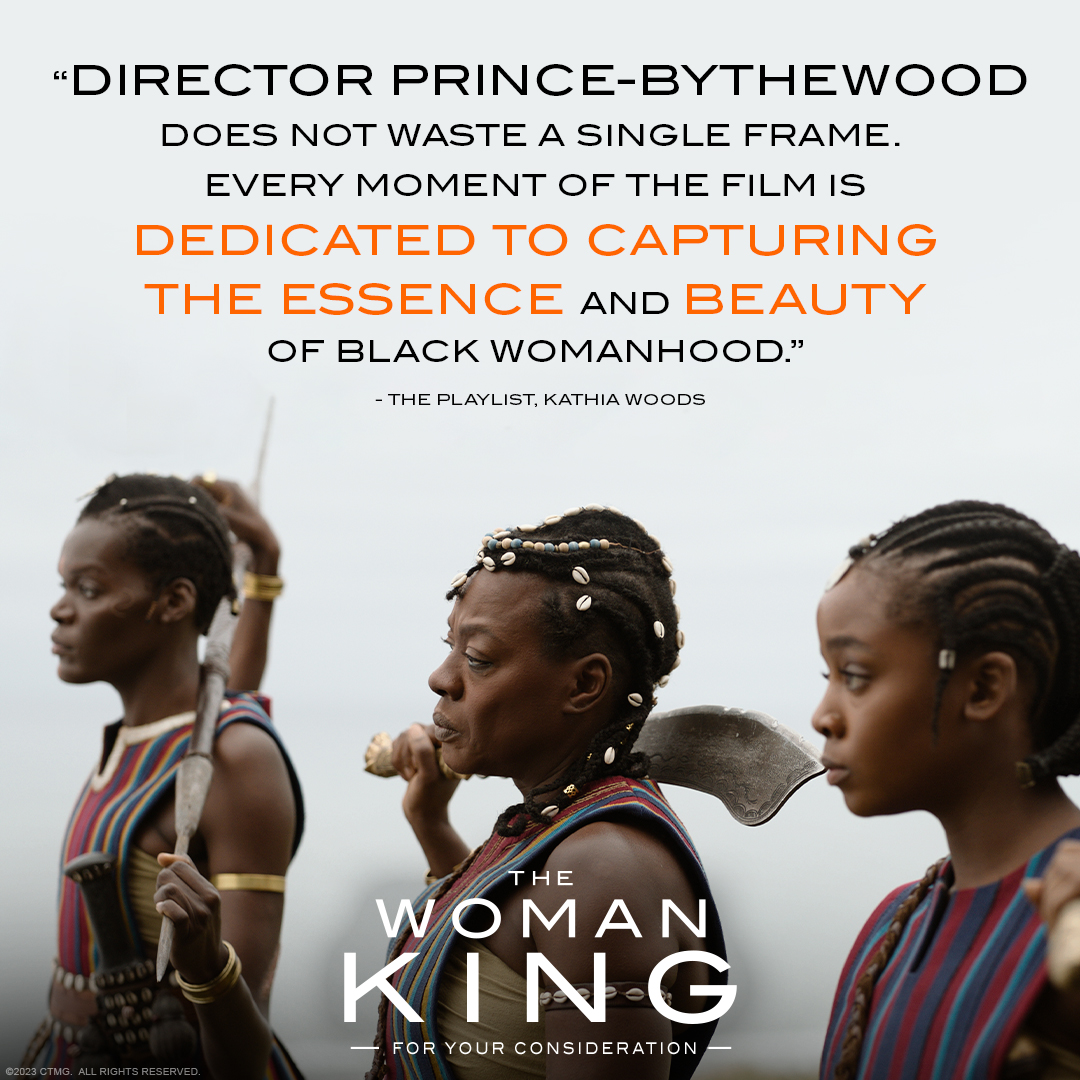 “DIRECTOR PRINCE-BYTHEWOOD
DOES NOT WASTE A SINGLE FRAME.
EVERY MOMENT OF THE FILM IS
DEDICATED TO CAPTURING
THE ESSENCE AND BEAUTY
OF BLACK WOMANHOOD.”
- THE PLAYLIST, KATHIA WOODS
THE
WOMAN
KING
FOR YOUR CONSIDERATION
©2023 CTMG. ALL RIGHTS RESERVED.